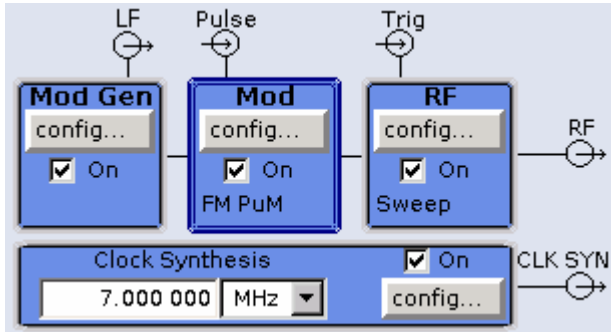 LF Pulse Trig
Mod Gen Mod RF
config... config... config...
RF
On On On
FM PuM Sweep
Clock Synthesis On CLK SYN
7.000 000 MHz config...